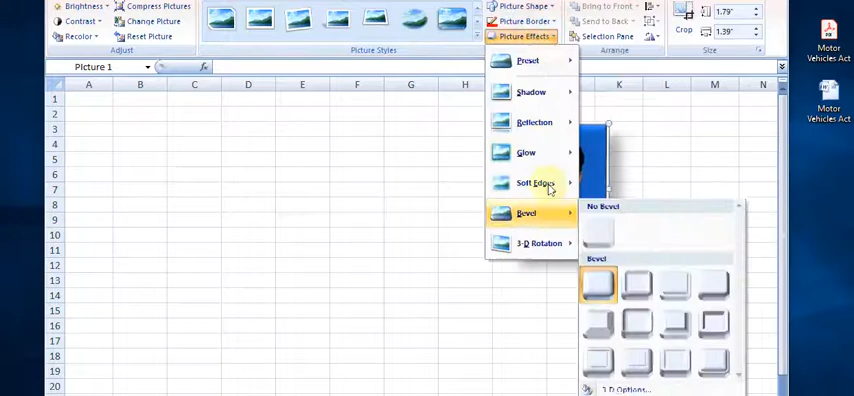 Brightness
Compress Pictures
Contrast
Change Picture
Recolor
Reset Picture
Adjust
Picture Styles
Picture Shape
Picture Border
Picture Effects
Bring to Front
Send to Back
Selection Pane
Arrange
Crop
1.79"
1.39"
Size
Picture 1
fx
A B C D E F G H K L M N
1
2
3
4
5
6
7
8
9
10
11
12
13
14
15
16
17
18
19
20
Preset
Shadow
Reflection
Glow
Soft Edges
Bevel
3-D Rotation
No Bevel
Bevel
3-D Options...
Motor
Vehicles Act
Motor
Vehicles Act